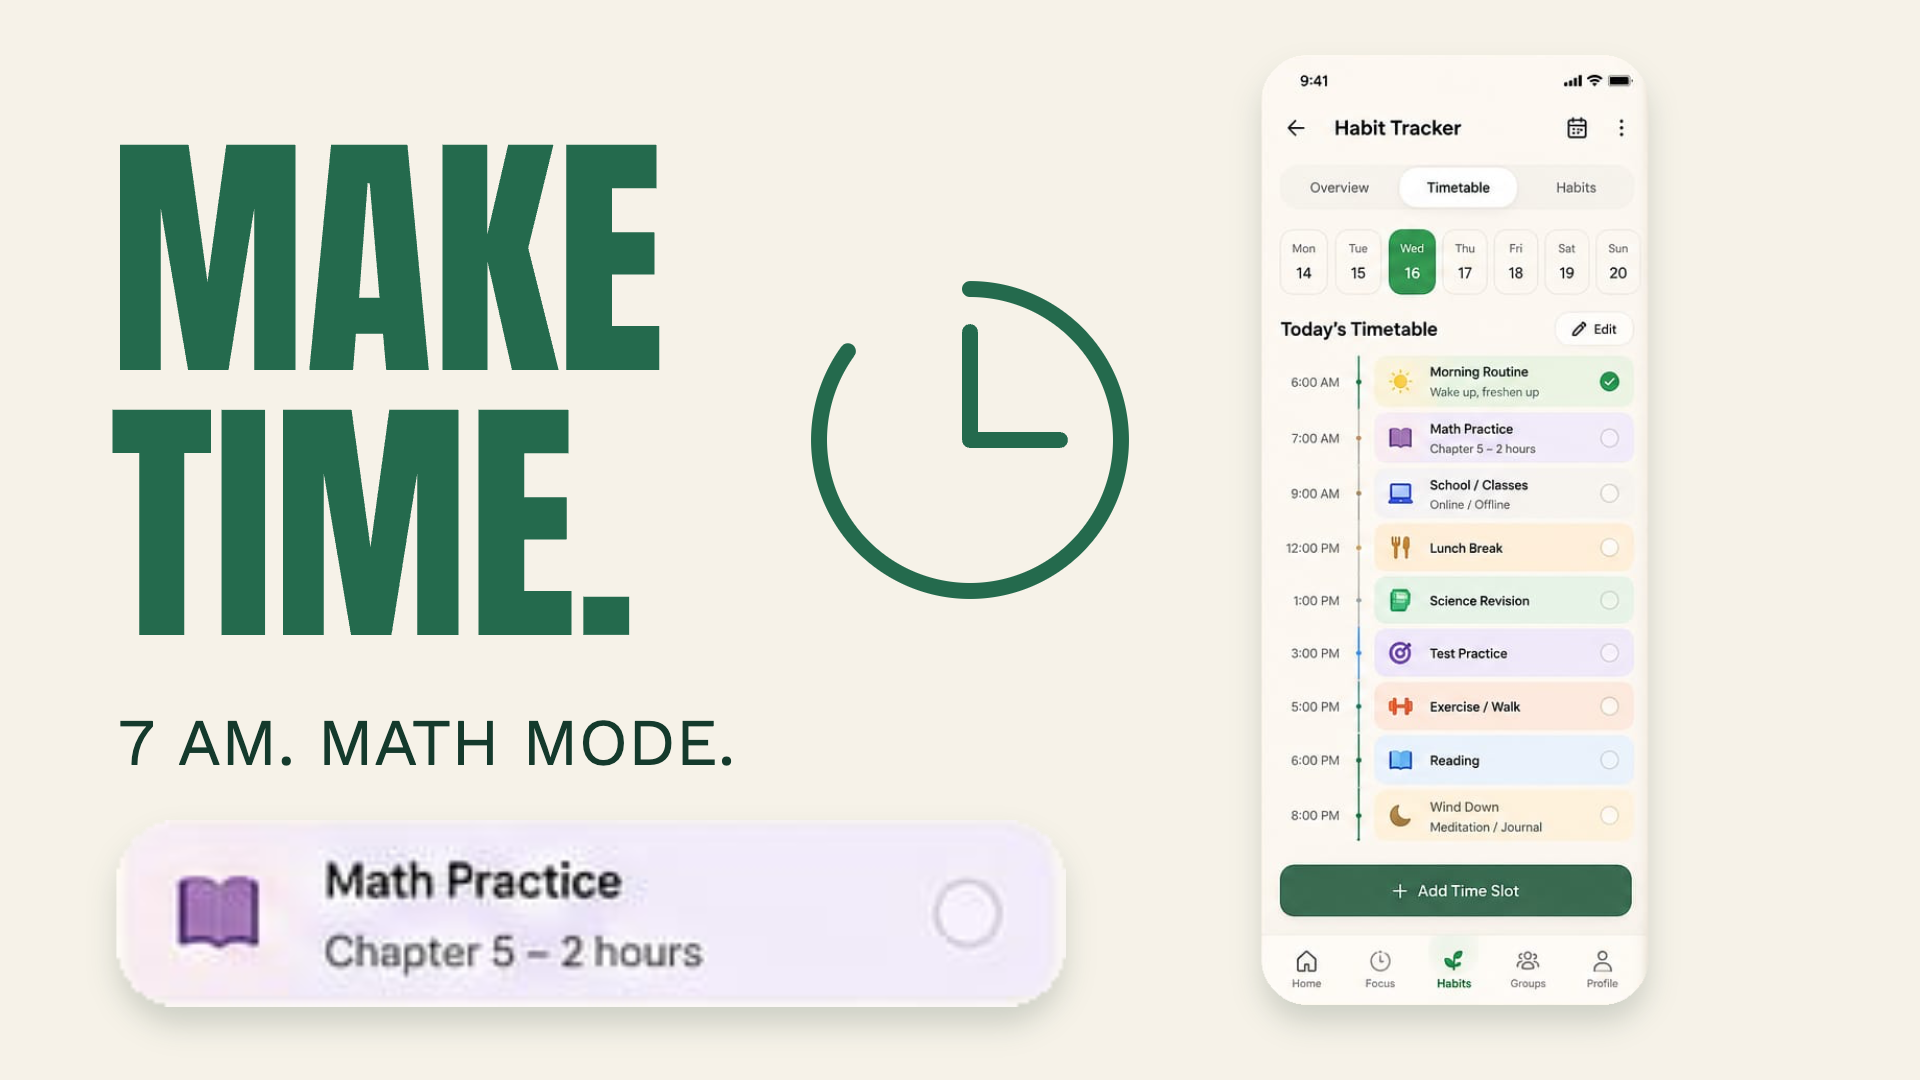 MAKE
TIME.
7 AM. MATH MODE.
Math Practice
Chapter 5 – 2 hours
9:41
Habit Tracker
Overview Timetable Habits
Mon Tue Wed Thu Fri Sat Sun
14 15 16 17 18 19 20
Today’s Timetable Edit
6:00 AM Morning Routine
Wake up, freshen up
7:00 AM Math Practice
Chapter 5 – 2 hours
9:00 AM School / Classes
Online / Offline
12:00 PM Lunch Break
1:00 PM Science Revision
3:00 PM Test Practice
5:00 PM Exercise / Walk
6:00 PM Reading
8:00 PM Wind Down
Meditation / Journal
+ Add Time Slot
Home Focus Habits Groups Profile